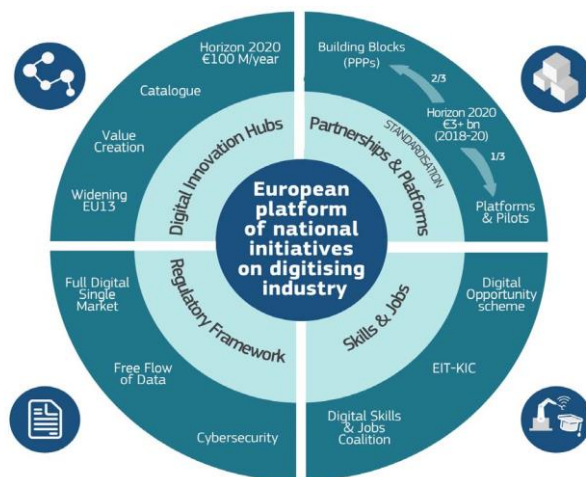 Horizon 2020
€100 M/year
Catalogue
Value
Creation
Widening
EU13
Digital Innovation Hubs
Building Blocks
(PPPs)
2/3
Horizon 2020
€3+ bn
(2018-20)
1/3
Platforms
& Pilots
STANDARDISATION
Partnerships & Platforms
European
platform
of national
initiatives
on digitising
industry
Full Digital
Single
Market
Free Flow
of Data
Cybersecurity
Regulatory Framework
Skills & Jobs
Digital
Opportunity
scheme
EIT-KIC
Digital Skills
& Jobs
Coalition